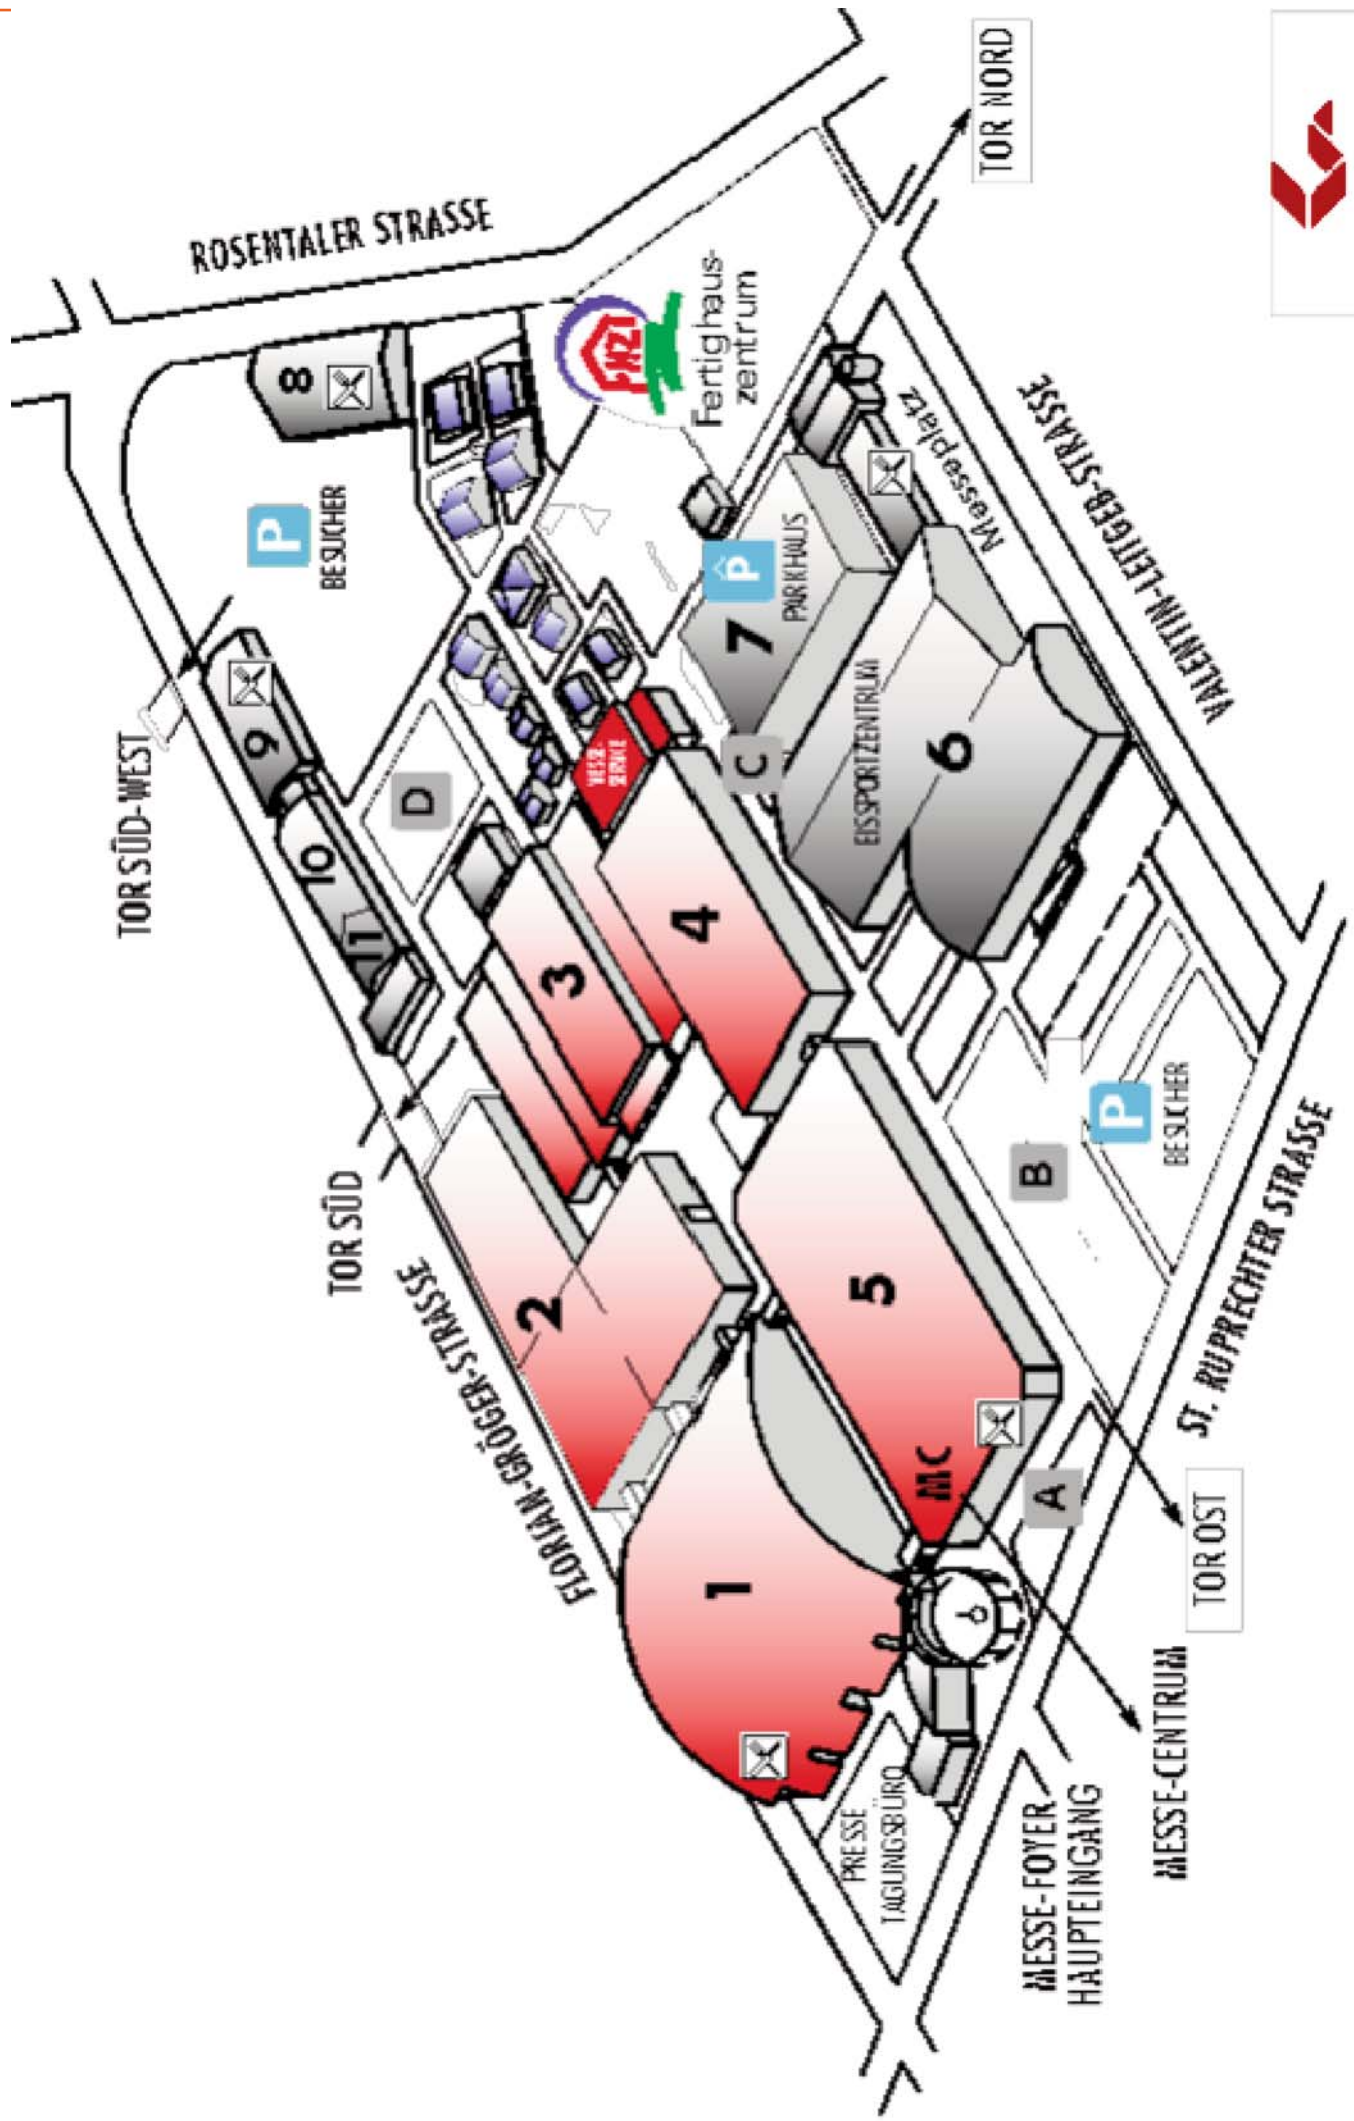 ROSENTALER STRASSE
TOR NORD
TOR SÜD-WEST
8
P
BESUCHER
9
10
11
D
Fertighaus-
zentrum
Messeplatz
VALENTIN-LEITGEB-STRASSE
7
P
PARKHAUS
C
EISSPORTZENTRUM
6
MESSE-
SERVICE
3
4
TOR SÜD
FLORIAN-GRÖGER-STRASSE
2
5
MC
B
P
BESUCHER
ST. RUPRECHTER STRASSE
A
TOR OST
1
PRESSE
TAGUNGSBÜRO
MESSE-FOYER
HAUPTEINGANG
MESSE-CENTRUM